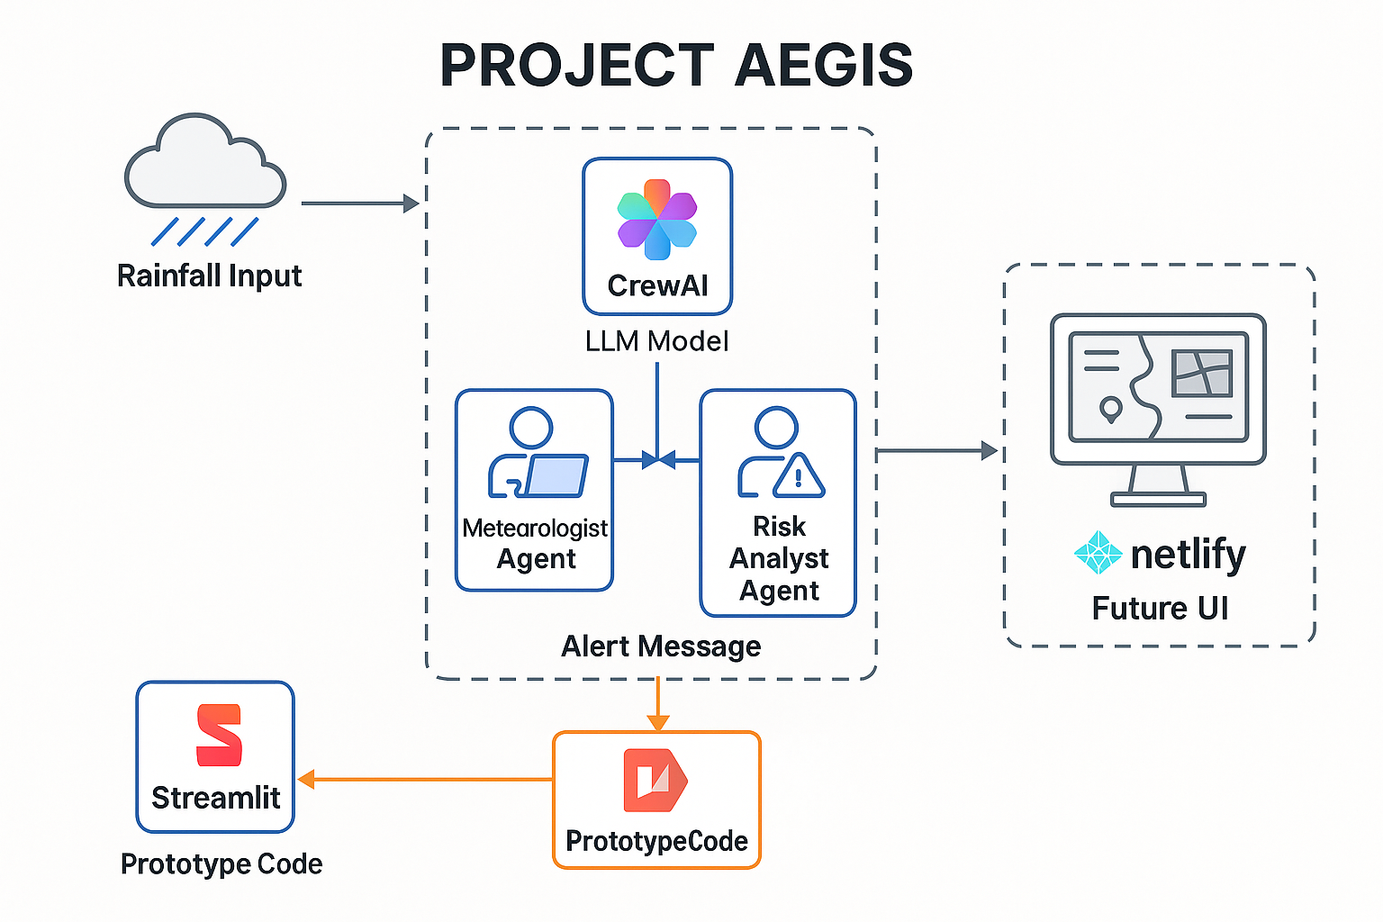 PROJECT AEGIS
Rainfall Input
CrewAI
LLM Model
Metearologist
Agent
Risk
Analyst
Agent
Alert Message
netlify
Future UI
Streamlit
Prototype Code
PrototypeCode